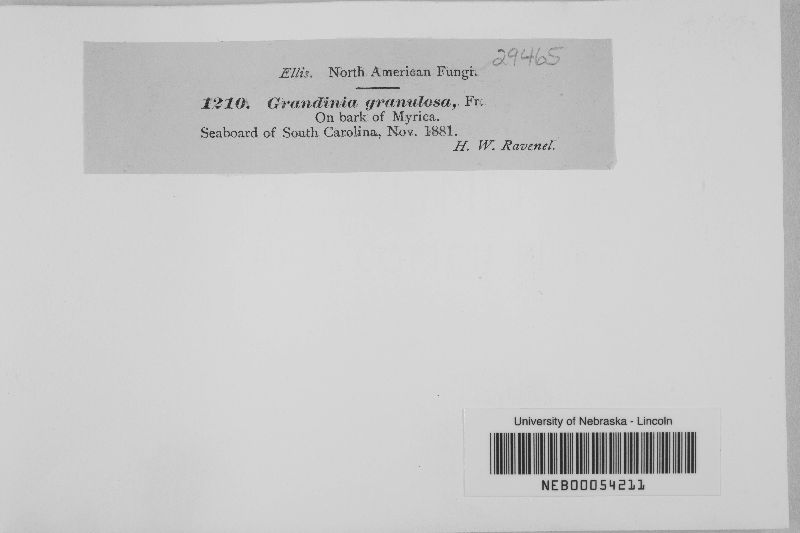 29465
Ellis. North American Fungi.
1210. Grandinia granulosa, Fr.
On bark of Myrica.
Seaboard of South Carolina, Nov. 1881.
H. W. Ravenel.
University of Nebraska - Lincoln
NEB00054211